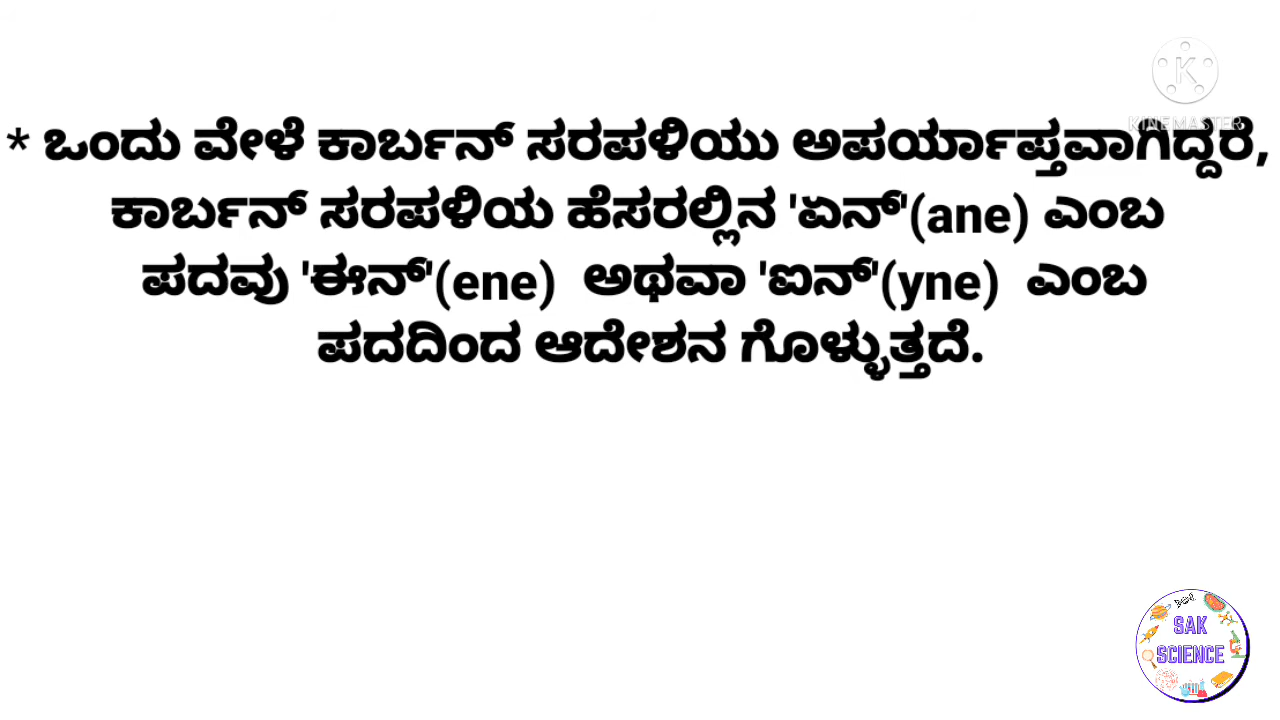 KINEMASTER
* ಒಂದು ವೇಳೆ ಕಾರ್ಬನ್ ಸರಪಳಿಯು ಅಪರ್ಯಾಪ್ತವಾಗಿದ್ದರೆ,
ಕಾರ್ಬನ್ ಸರಪಳಿಯ ಹೆಸರಲ್ಲಿನ 'ಏನ್'(ane) ಎಂಬ
ಪದವು 'ಈನ್'(ene) ಅಥವಾ 'ಐನ್'(yne) ಎಂಬ
ಪದದಿಂದ ಆದೇಶನ ಗೊಳ್ಳುತ್ತದೆ.
SAK
SCIENCE